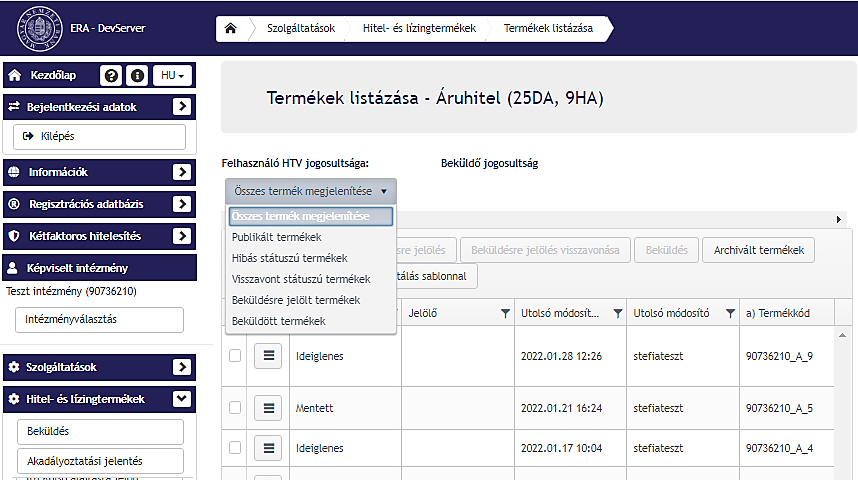 ERA - DevServer
Szolgáltatások
Hitel- és lízingtermékek
Termékek listázása
Kezdőlap
HU
Bejelentkezési adatok
Kilépés
Információk
Regisztrációs adatbázis
Kétfaktoros hitelesítés
Képviselt intézmény
Teszt intézmény (90736210)
Intézményválasztás
Szolgáltatások
Hitel- és lízingtermékek
Beküldés
Akadályoztatási jelentés
Termékek listázása - Áruhitel (25DA, 9HA)
Felhasználó HTV jogosultsága:
Beküldő jogosultság
Összes termék megjelenítése
Összes termék megjelenítése
Publikált termékek
Hibás státuszú termékek
Visszavont státuszú termékek
Beküldésre jelölt termékek
Beküldött termékek
sre jelölés
Beküldésre jelölés visszavonása
Beküldés
Archivált termékek
tálás sablonnal
Jelölő
Utolsó módosít...
Utolsó módosító
a) Termékkód
Ideiglenes
2022.01.28 12:26
stefiateszt
90736210_A_9
Mentett
2022.01.21 16:24
stefiateszt
90736210_A_5
Ideiglenes
2022.01.17 10:04
stefiateszt
90736210_A_4